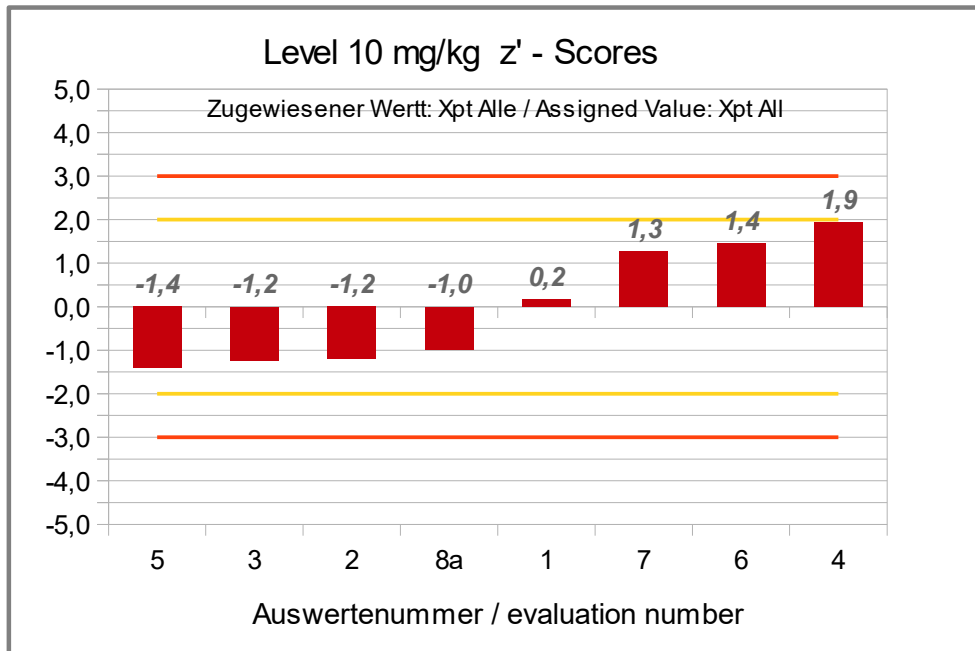 Level 10 mg/kg  z' - Scores
Zugewiesener Wertt: Xpt Alle / Assigned Value: Xpt All
5,0
4,0
3,0
2,0
1,0
0,0
-1,0
-2,0
-3,0
-4,0
-5,0
-1,4 -1,2 -1,2 -1,0 0,2 1,3 1,4 1,9
5 3 2 8a 1 7 6 4
Auswertenummer / evaluation number